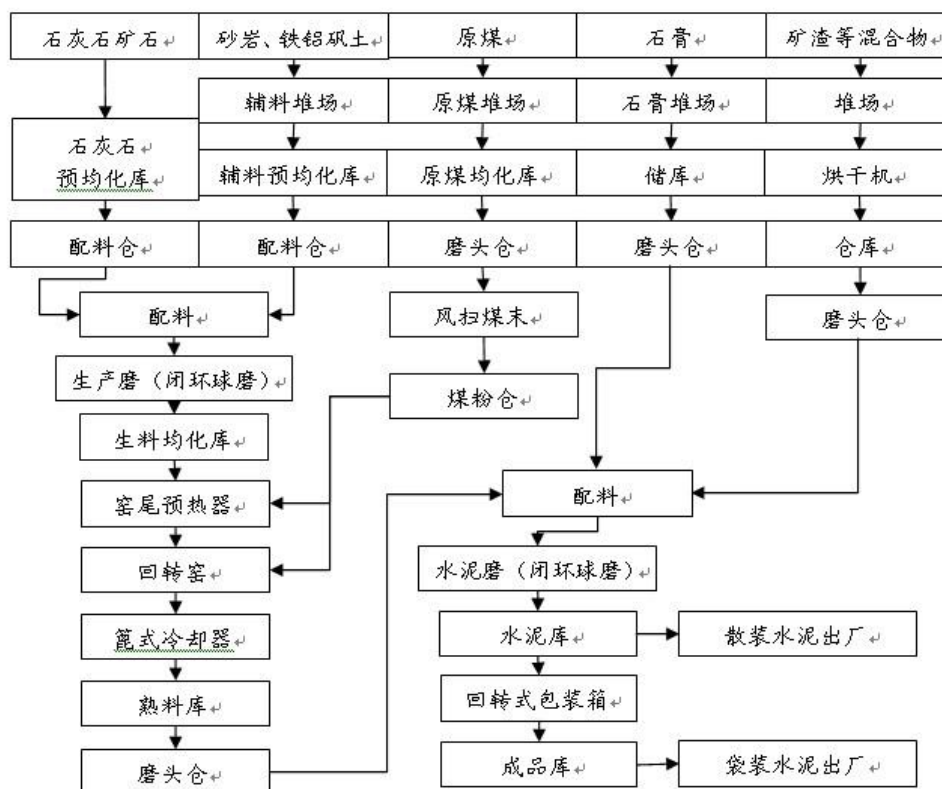 石灰石矿石
砂岩、铁铝矾土
原煤
石膏
矿渣等混合物
辅料堆场
原煤堆场
石膏堆场
堆场
石灰石
预均化库
辅料预均化库
原煤均化库
储库
烘干机
配料仓
配料仓
磨头仓
磨头仓
仓库
配料
风扫煤末
磨头仓
生产磨（闭环球磨）
煤粉仓
生料均化库
窑尾预热器
配料
回转窑
水泥磨（闭环球磨）
篦式冷却器
水泥库
散装水泥出厂
熟料库
回转式包装箱
磨头仓
成品库
袋装水泥出厂